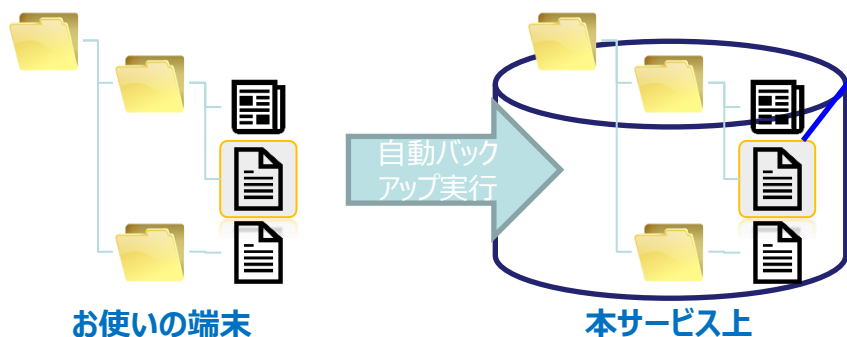 自動バック
アップ実行
お使いの端末
本サービス上